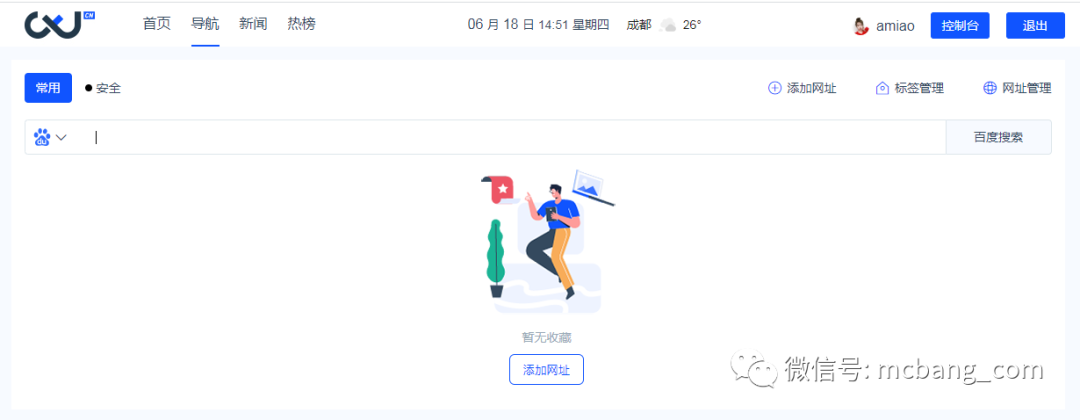 CXU CN 首页 导航 新闻 热榜 06 月 18 日 14:51 星期四 成都 26° amiao 控制台 退出
常用 安全 添加网址 标签管理 网址管理
du 百度搜索
暂无收藏
添加网址
微信号: mcbang_com